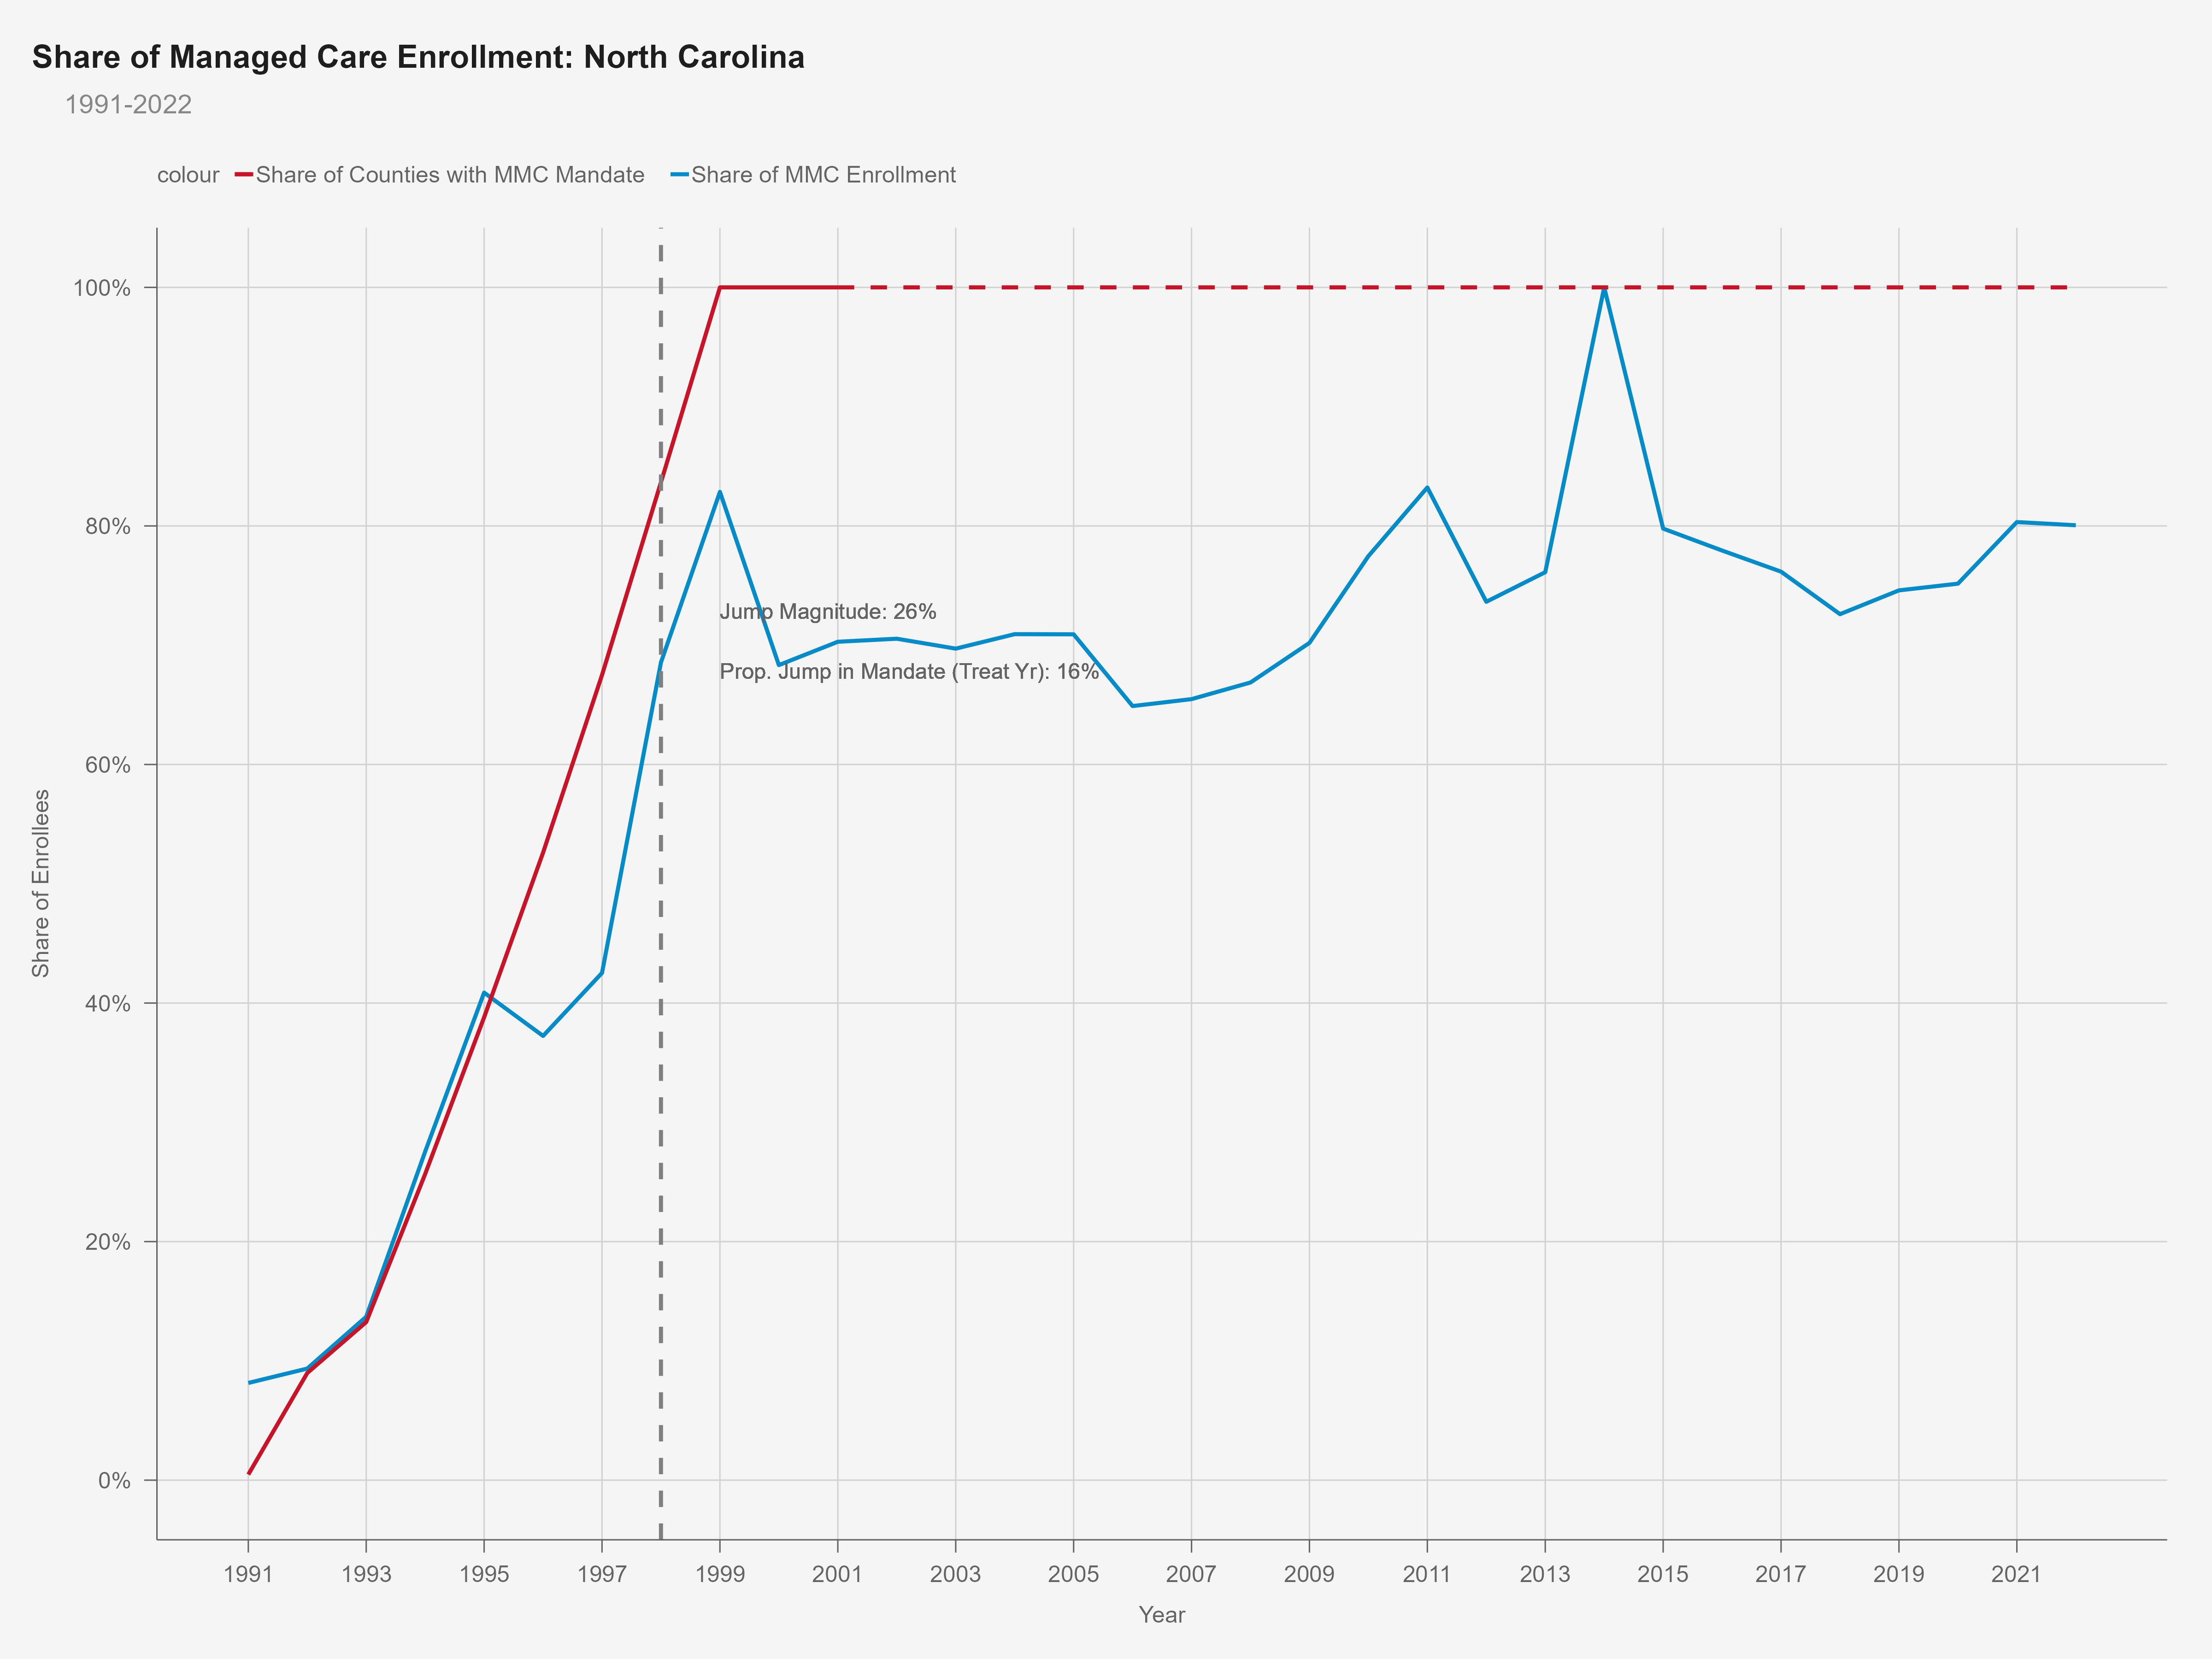 Share of Managed Care Enrollment: North Carolina
1991-2022
colour Share of Counties with MMC Mandate Share of MMC Enrollment
100%
80%
Jump Magnitude: 26%
Prop. Jump in Mandate (Treat Yr): 16%
60%
40%
20%
0%
Share of Enrollees
1991 1993 1995 1997 1999 2001 2003 2005 2007 2009 2011 2013 2015 2017 2019 2021
Year